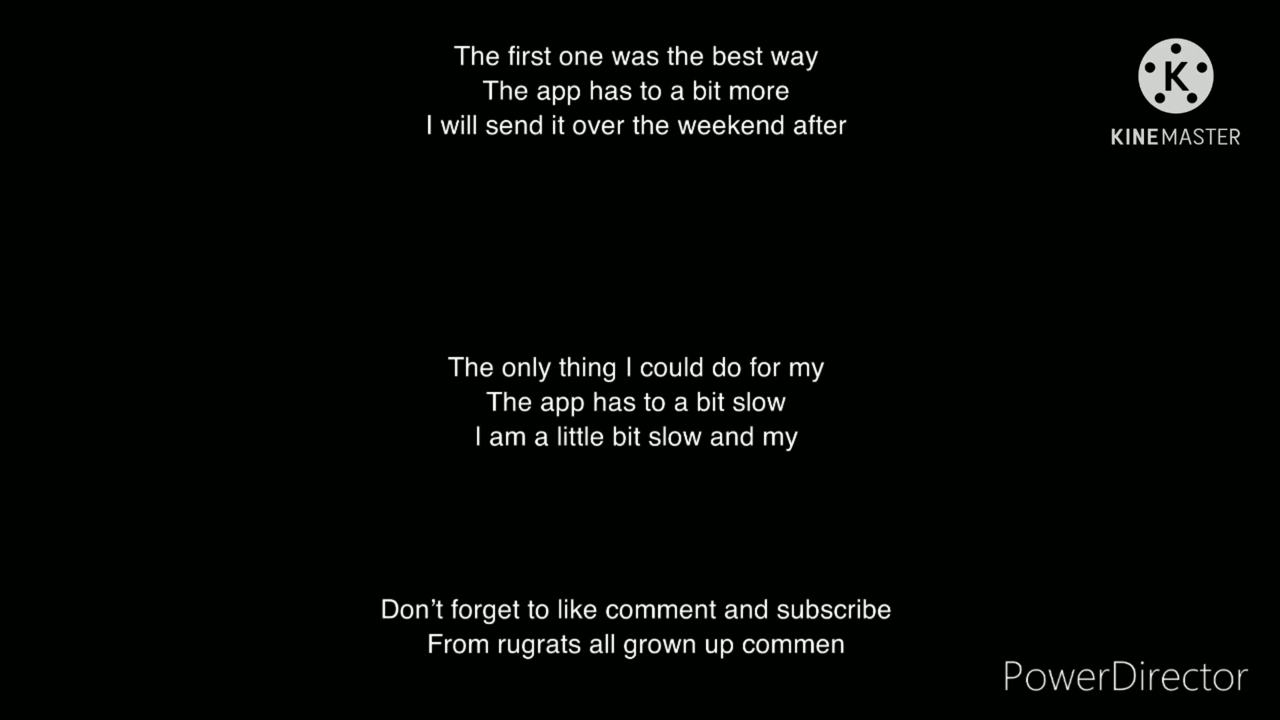 The first one was the best way
The app has to a bit more
I will send it over the weekend after
K
KINEMASTER
The only thing I could do for my
The app has to a bit slow
I am a little bit slow and my
Don’t forget to like comment and subscribe
From rugrats all grown up commen
PowerDirector